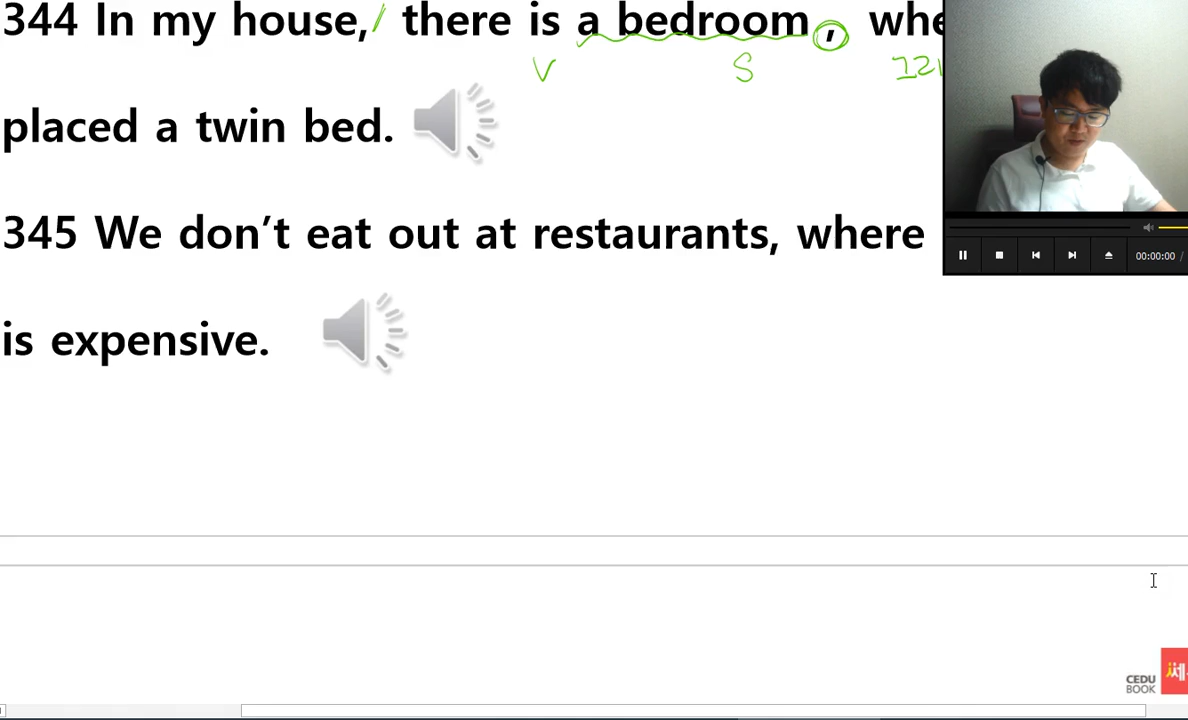 344 In my house, there is a bedroom, whe
V S
placed a twin bed.
345 We don’t eat out at restaurants, where
is expensive.
00:00:00 /
CEDU
BOOK
쎄